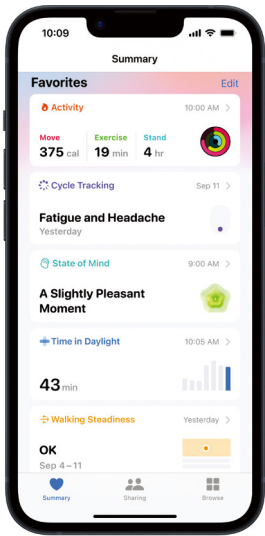 10:09
Summary
Favorites Edit
Activity 10:00 AM
Move Exercise Stand
375 cal 19 min 4 hr
Cycle Tracking Sep 11
Fatigue and Headache
Yesterday
State of Mind 9:00 AM
A Slightly Pleasant
Moment
Time in Daylight 10:05 AM
43 min
Walking Steadiness Yesterday
OK
Sep 4–11
Summary Sharing Browse